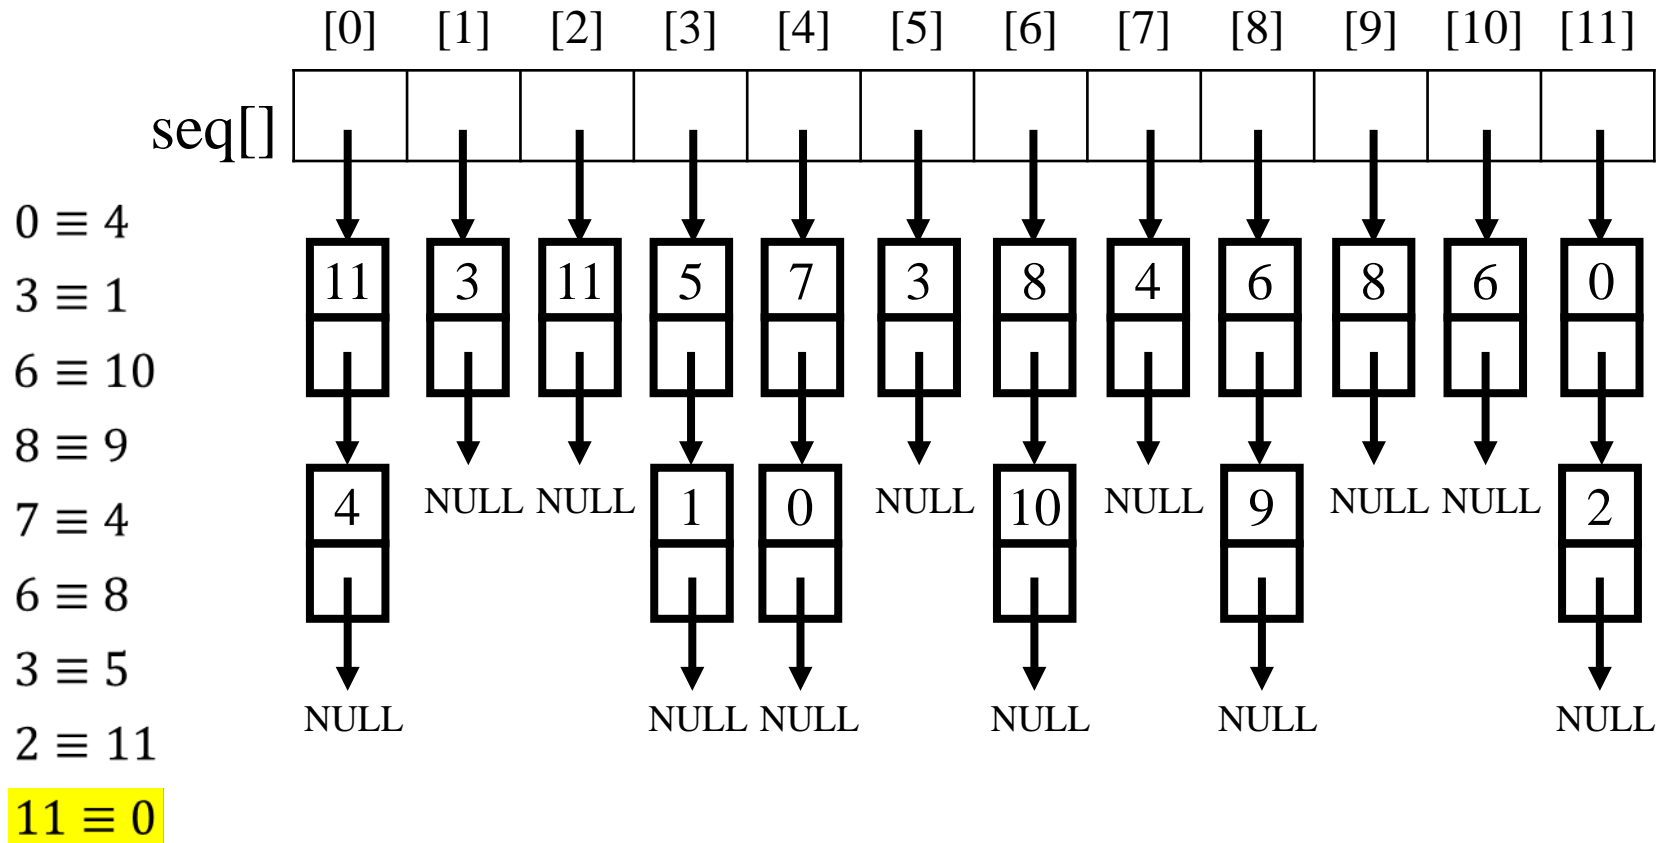 [0] [1] [2] [3] [4] [5] [6] [7] [8] [9] [10] [11]
seq[]
0 ≡ 4
3 ≡ 1
6 ≡ 10
8 ≡ 9
7 ≡ 4
6 ≡ 8
3 ≡ 5
2 ≡ 11
11 ≡ 0
11 3 11 5 7 3 8 4 6 8 6 0
4 NULL NULL 1 0 NULL 10 NULL 9 NULL NULL 2
NULL NULL NULL NULL NULL NULL